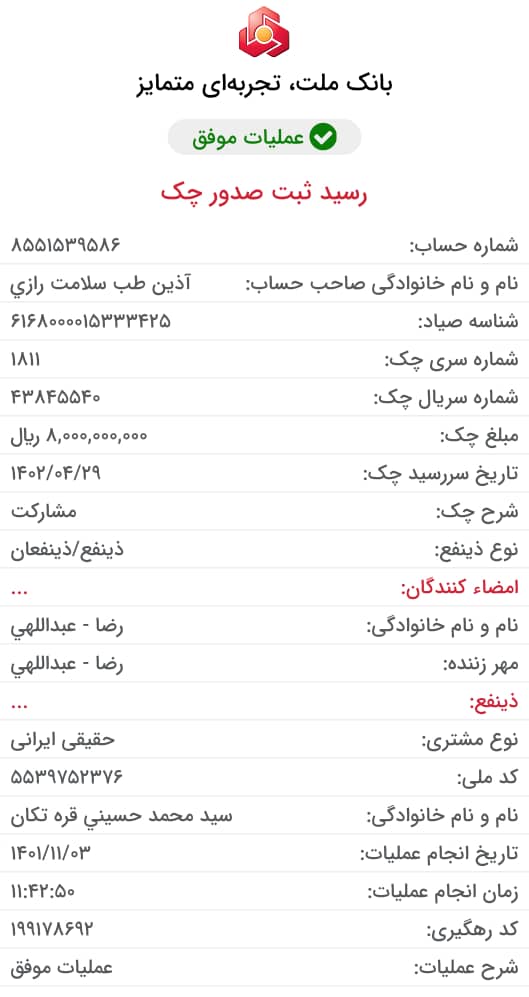 بانک ملت، تجربه‌ای متمایز
عملیات موفق
رسید ثبت صدور چک
شماره حساب: ۸۵۵۱۵۳۹۵۸۶
نام و نام خانوادگی صاحب حساب: آذين طب سلامت رازي
شناسه صیاد: ۶۱۶۸۰۰۰۰۱۵۳۳۳۴۲۵
شماره سری چک: ۱۸۱۱
شماره سریال چک: ۴۳۸۴۵۵۴۰
مبلغ چک: ۸,۰۰۰,۰۰۰,۰۰۰ ریال
تاریخ سررسید چک: ۱۴۰۲/۰۴/۲۹
شرح چک: مشارکت
نوع ذینفع: ذینفع/ذینفعان
امضاء کنندگان: ...
نام و نام خانوادگی: رضا - عبداللهي
مهر زننده: رضا - عبداللهي
ذینفع: ...
نوع مشتری: حقیقی ایرانی
کد ملی: ۵۵۳۹۷۵۲۳۷۶
نام و نام خانوادگی: سيد محمد حسيني قره تکان
تاریخ انجام عملیات: ۱۴۰۱/۱۱/۰۳
زمان انجام عملیات: ۱۱:۴۲:۵۰
کد رهگیری: ۱۹۹۱۷۸۶۹۲
شرح عملیات: عملیات موفق